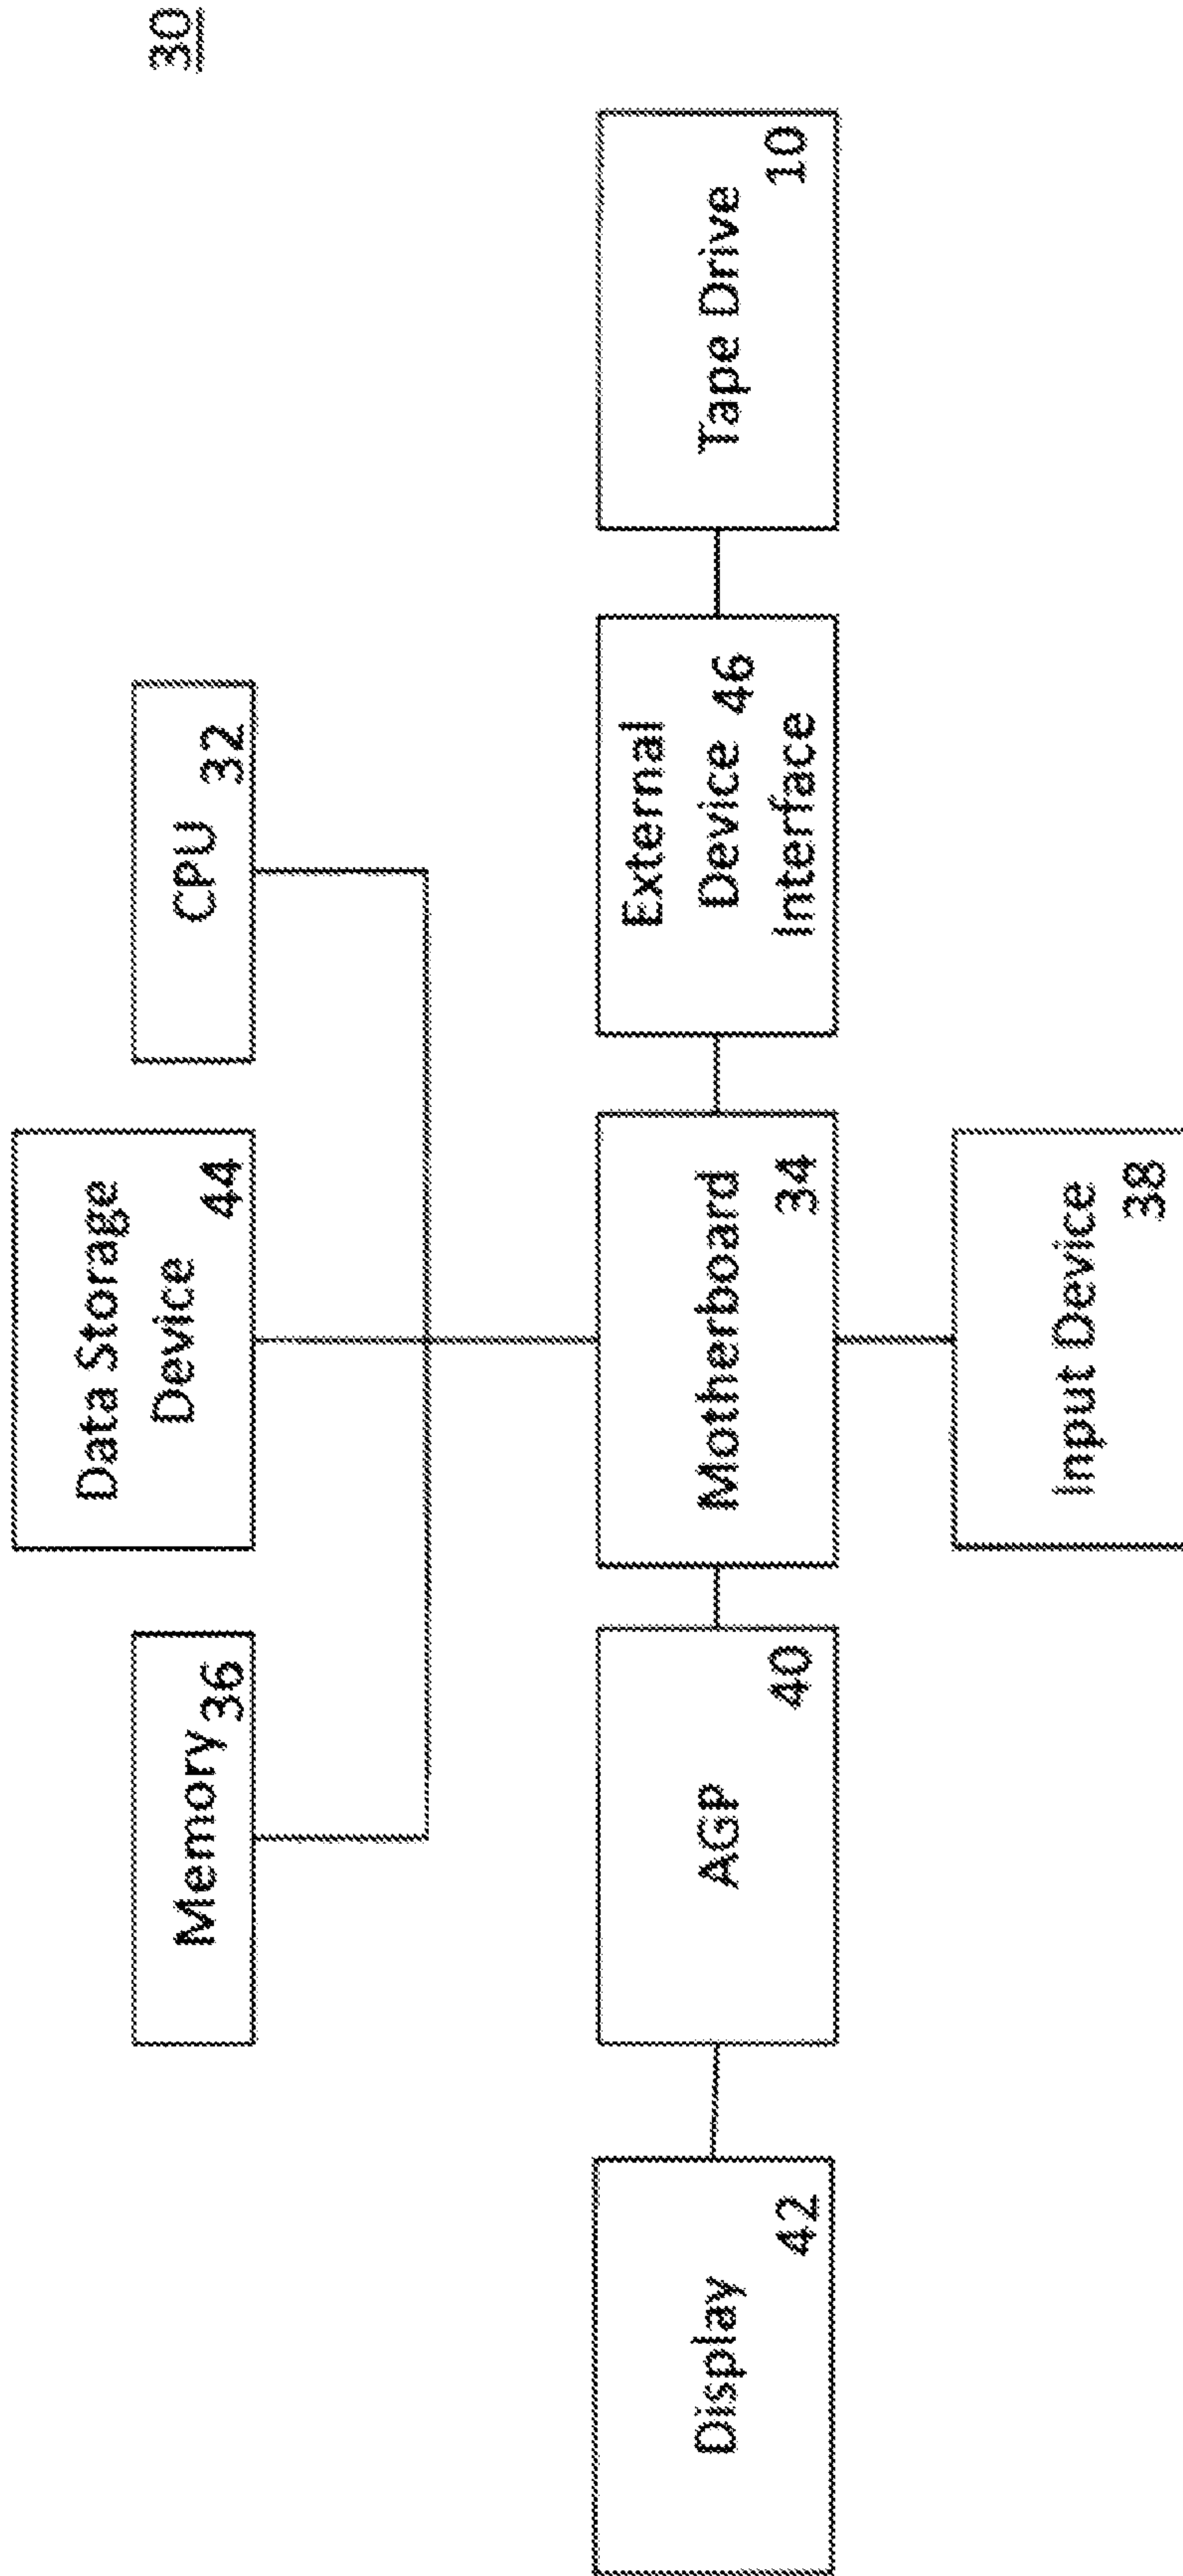 30
Data Storage
Device
44
Memory 36
CPU 32
Display
42
AGP
40
Motherboard
34
External
Device 46
Interface
Tape Drive
10
Input Device
38